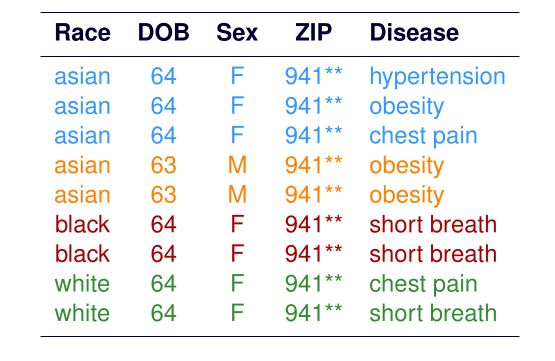 Race DOB Sex ZIP Disease
asian 64 F 941** hypertension
asian 64 F 941** obesity
asian 64 F 941** chest pain
asian 63 M 941** obesity
asian 63 M 941** obesity
black 64 F 941** short breath
black 64 F 941** short breath
white 64 F 941** chest pain
white 64 F 941** short breath